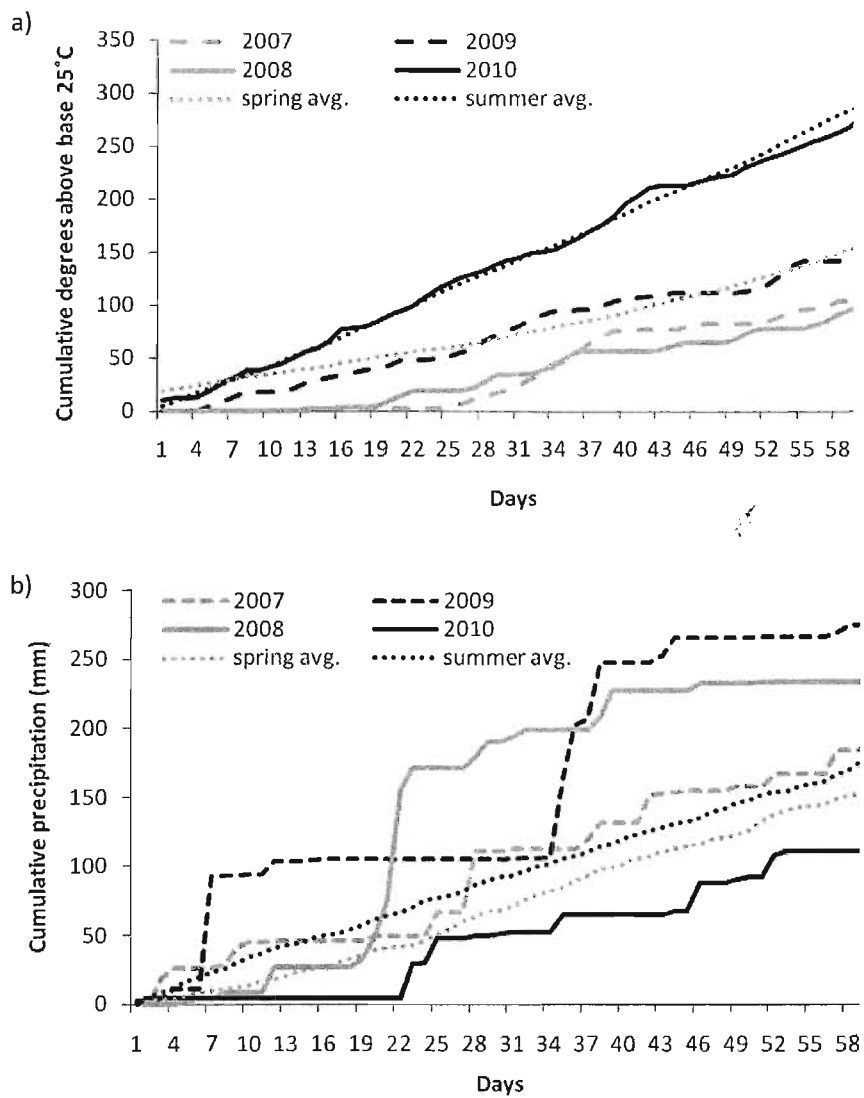 a)
350
300
250
200
150
100
50
0
Cumulative degrees above base 25˚C
2007
2009
2008
2010
spring avg.
summer avg.
1 4 7 10 13 16 19 22 25 28 31 34 37 40 43 46 49 52 55 58
Days
b)
300
250
200
150
100
50
0
Cumulative precipitation (mm)
2007
2009
2008
2010
spring avg.
summer avg.
1 4 7 10 13 16 19 22 25 28 31 34 37 40 43 46 49 52 55 58
Days